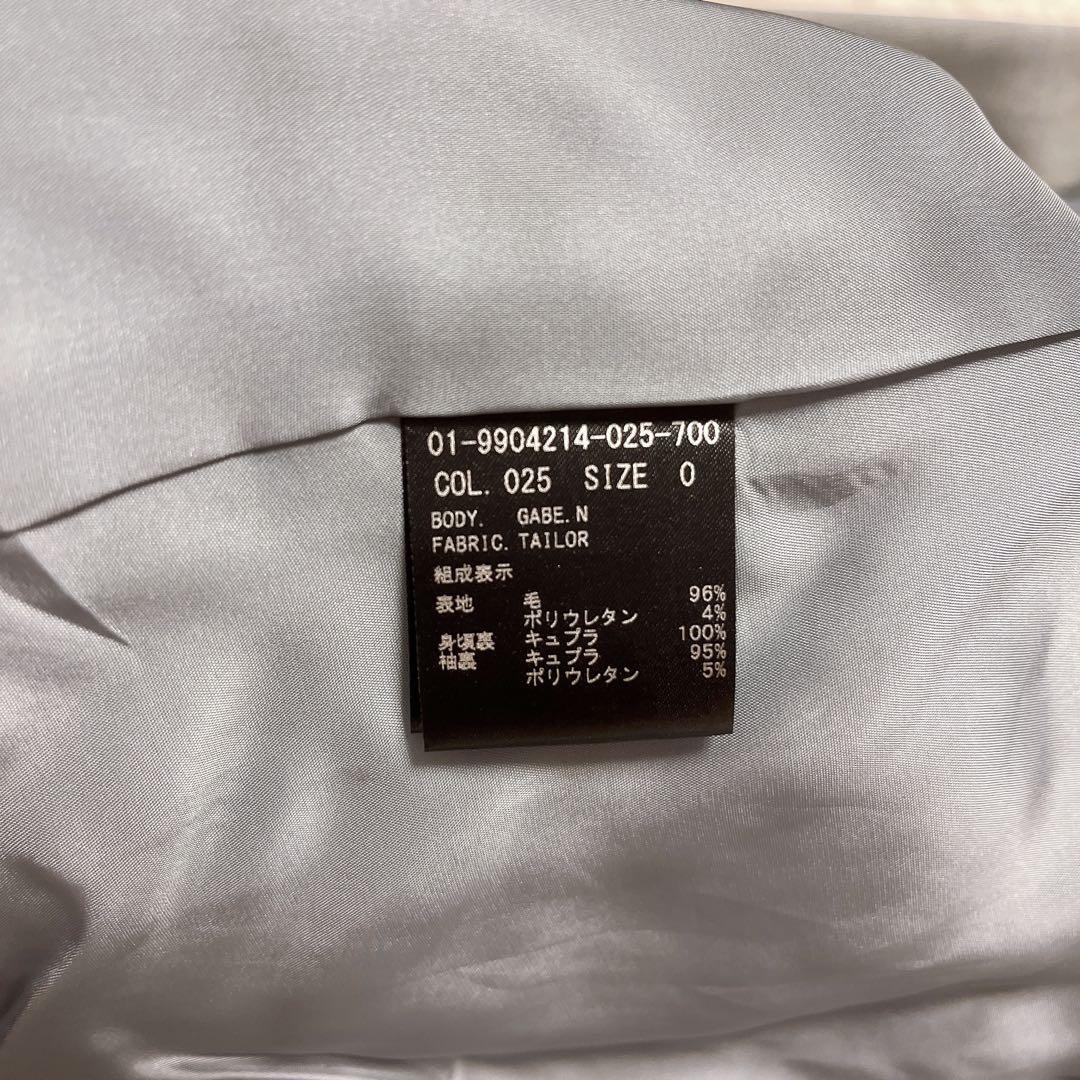 01-9904214-025-700
COL. 025 SIZE 0
BODY. GABE.N
FABRIC. TAILOR
組成表示
表地 毛 96%
ポリウレタン 4%
身頃裏 キュプラ 100%
袖裏 キュプラ 95%
ポリウレタン 5%